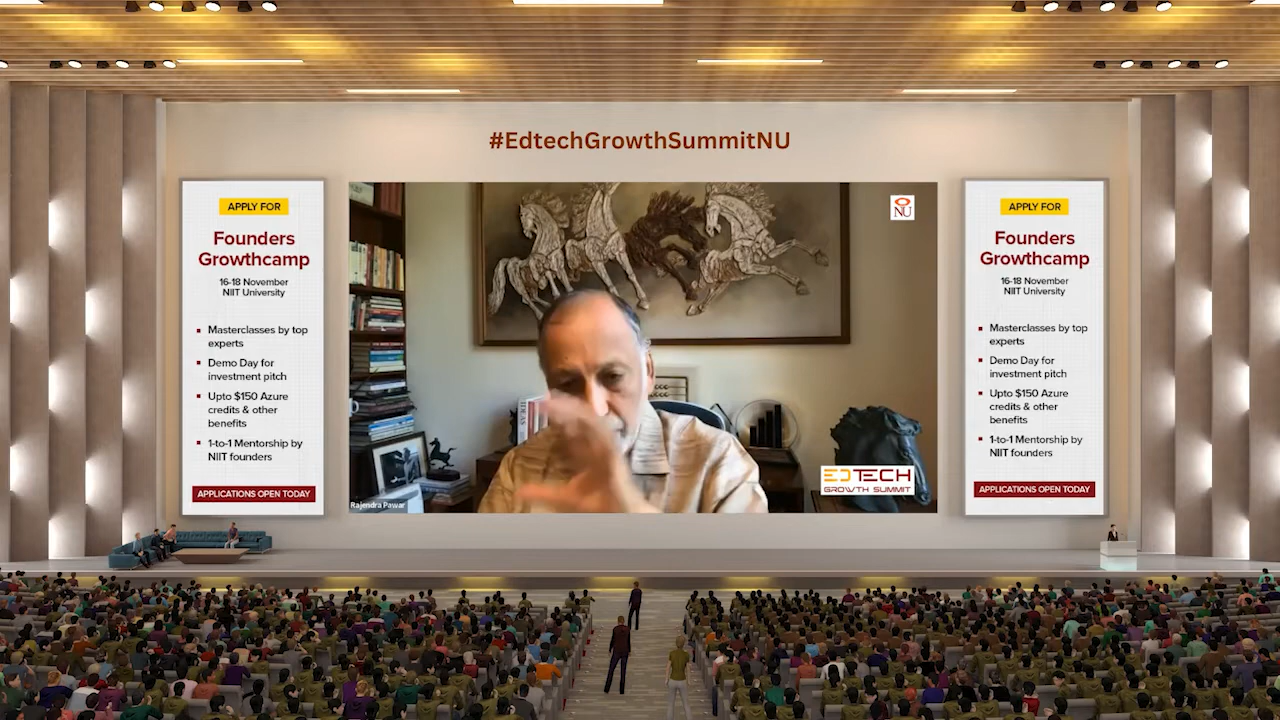 #EdtechGrowthSummitNU
APPLY FOR
Founders
Growthcamp
16-18 November
NIIT University
Masterclasses by top
experts
Demo Day for
investment pitch
Upto $150 Azure
credits & other
benefits
1-to-1 Mentorship by
NIIT founders
APPLICATIONS OPEN TODAY
NU
EDTECH
GROWTH SUMMIT
Rajendra Pawar
APPLY FOR
Founders
Growthcamp
16-18 November
NIIT University
Masterclasses by top
experts
Demo Day for
investment pitch
Upto $150 Azure
credits & other
benefits
1-to-1 Mentorship by
NIIT founders
APPLICATIONS OPEN TODAY